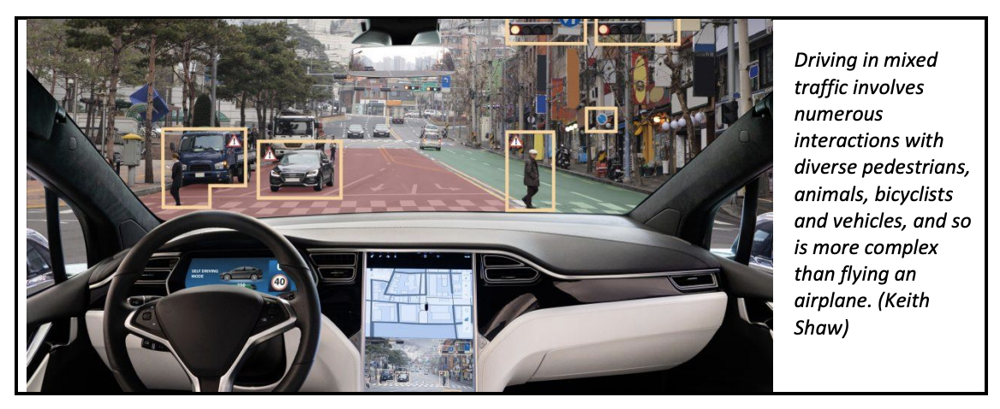 Driving in mixed
traffic involves
numerous
interactions with
diverse pedestrians,
animals, bicyclists
and vehicles, and so
is more complex
than flying an
airplane. (Keith
Shaw)
SELF DRIVING
MODE
40